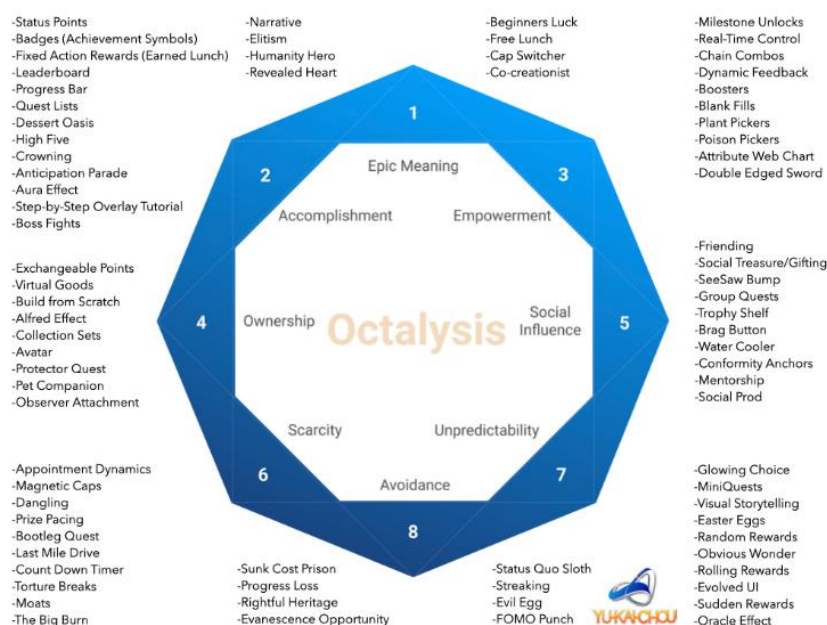 -Status Points
-Badges (Achievement Symbols)
-Fixed Action Rewards (Earned Lunch)
-Leaderboard
-Progress Bar
-Quest Lists
-Dessert Oasis
-High Five
-Crowning
-Anticipation Parade
-Aura Effect
-Step-by-Step Overlay Tutorial
-Boss Fights
-Narrative
-Elitism
-Humanity Hero
-Revealed Heart
-Beginners Luck
-Free Lunch
-Cap Switcher
-Co-creationist
-Milestone Unlocks
-Real-Time Control
-Chain Combos
-Dynamic Feedback
-Boosters
-Blank Fills
-Plant Pickers
-Poison Pickers
-Attribute Web Chart
-Double Edged Sword
1
Epic Meaning
2
Accomplishment
3
Empowerment
-Exchangeable Points
-Virtual Goods
-Build from Scratch
-Alfred Effect
-Collection Sets
-Avatar
-Protector Quest
-Pet Companion
-Observer Attachment
4
Ownership
Octalysis
Social
Influence
5
-Friending
-Social Treasure/Gifting
-SeeSaw Bump
-Group Quests
-Trophy Shelf
-Brag Button
-Water Cooler
-Conformity Anchors
-Mentorship
-Social Prod
Scarcity
6
Unpredictability
7
Avoidance
8
-Appointment Dynamics
-Magnetic Caps
-Dangling
-Prize Pacing
-Bootleg Quest
-Last Mile Drive
-Count Down Timer
-Torture Breaks
-Moats
-The Big Burn
-Sunk Cost Prison
-Progress Loss
-Rightful Heritage
-Evanescence Opportunity
-Status Quo Sloth
-Streaking
-Evil Egg
-FOMO Punch
YU-KAI CHOU
-Glowing Choice
-MiniQuests
-Visual Storytelling
-Easter Eggs
-Random Rewards
-Obvious Wonder
-Rolling Rewards
-Evolved UI
-Sudden Rewards
-Oracle Effect